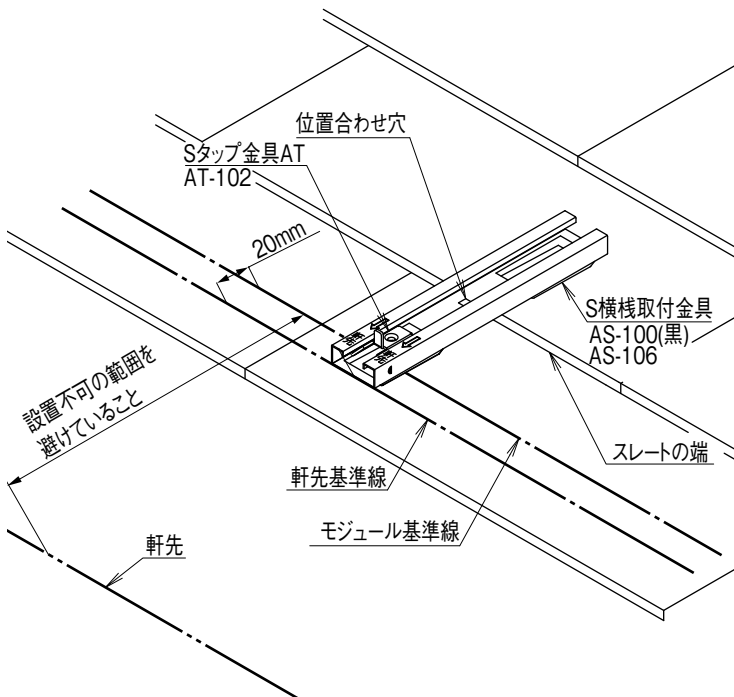 位置合わせ穴
Sタップ金具AT
AT-102
20mm
S横桟取付金具
AS-100(黒)
AS-106
設置不可の範囲を
避けていること
スレートの端
軒先基準線
モジュール基準線
軒先